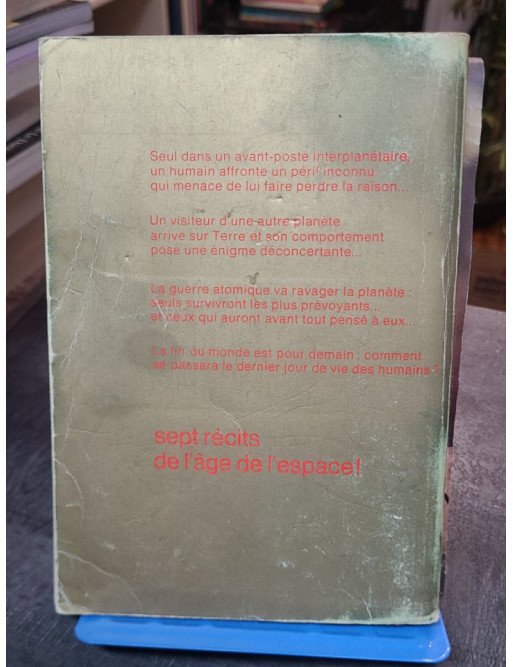 Seul dans un avant-poste interplanétaire,
un humain affronte un péril inconnu
qui menace de lui faire perdre la raison...
Un visiteur d'une autre planète
arrive sur Terre et son comportement
pose une énigme déconcertante...
La guerre atomique va ravager la planète :
seuls survivront les plus prévoyants...
et ceux qui auront avant tout pensé à eux...
La fin du monde est pour demain : comment
se passera le dernier jour de vie des humains ?
sept récits
de l'âge de l'espace !